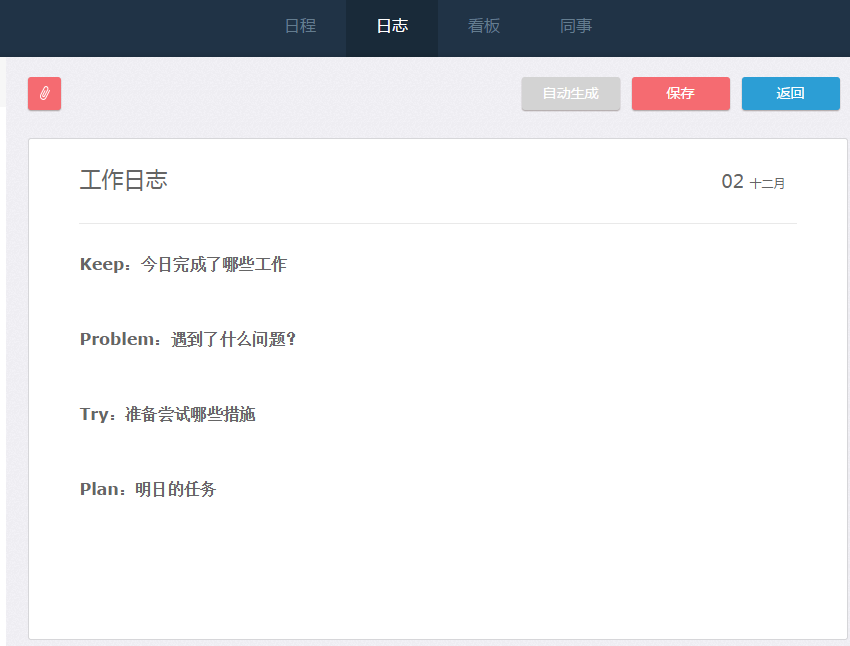 日程 日志 看板 同事
自动生成 保存 返回
工作日志 02 十二月
Keep：今日完成了哪些工作
Problem：遇到了什么问题？
Try：准备尝试哪些措施
Plan：明日的任务